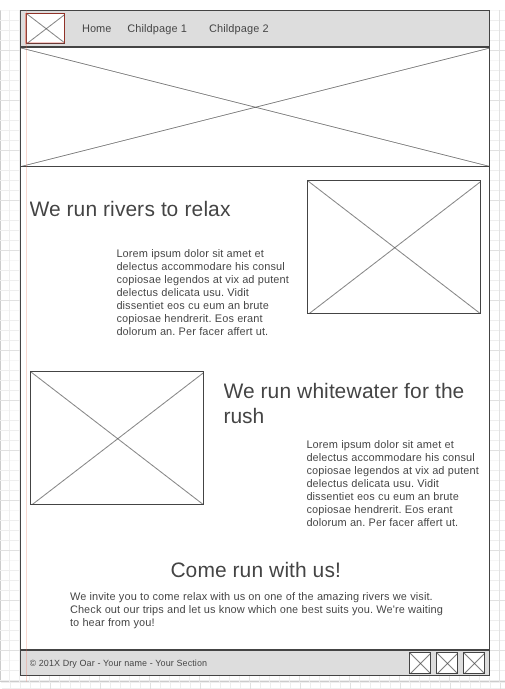 Home Childpage 1 Childpage 2
We run rivers to relax
Lorem ipsum dolor sit amet et
delectus accommodare his consul
copiosae legendos at vix ad putent
delectus delicata usu. Vidit
dissentiet eos cu eum an brute
copiosae hendrerit. Eos erant
dolorum an. Per facer affert ut.
We run whitewater for the
rush
Lorem ipsum dolor sit amet et
delectus accommodare his consul
copiosae legendos at vix ad putent
delectus delicata usu. Vidit
dissentiet eos cu eum an brute
copiosae hendrerit. Eos erant
dolorum an. Per facer affert ut.
Come run with us!
We invite you to come relax with us on one of the amazing rivers we visit.
Check out our trips and let us know which one best suits you. We're waiting
to hear from you!
© 201X Dry Oar - Your name - Your Section